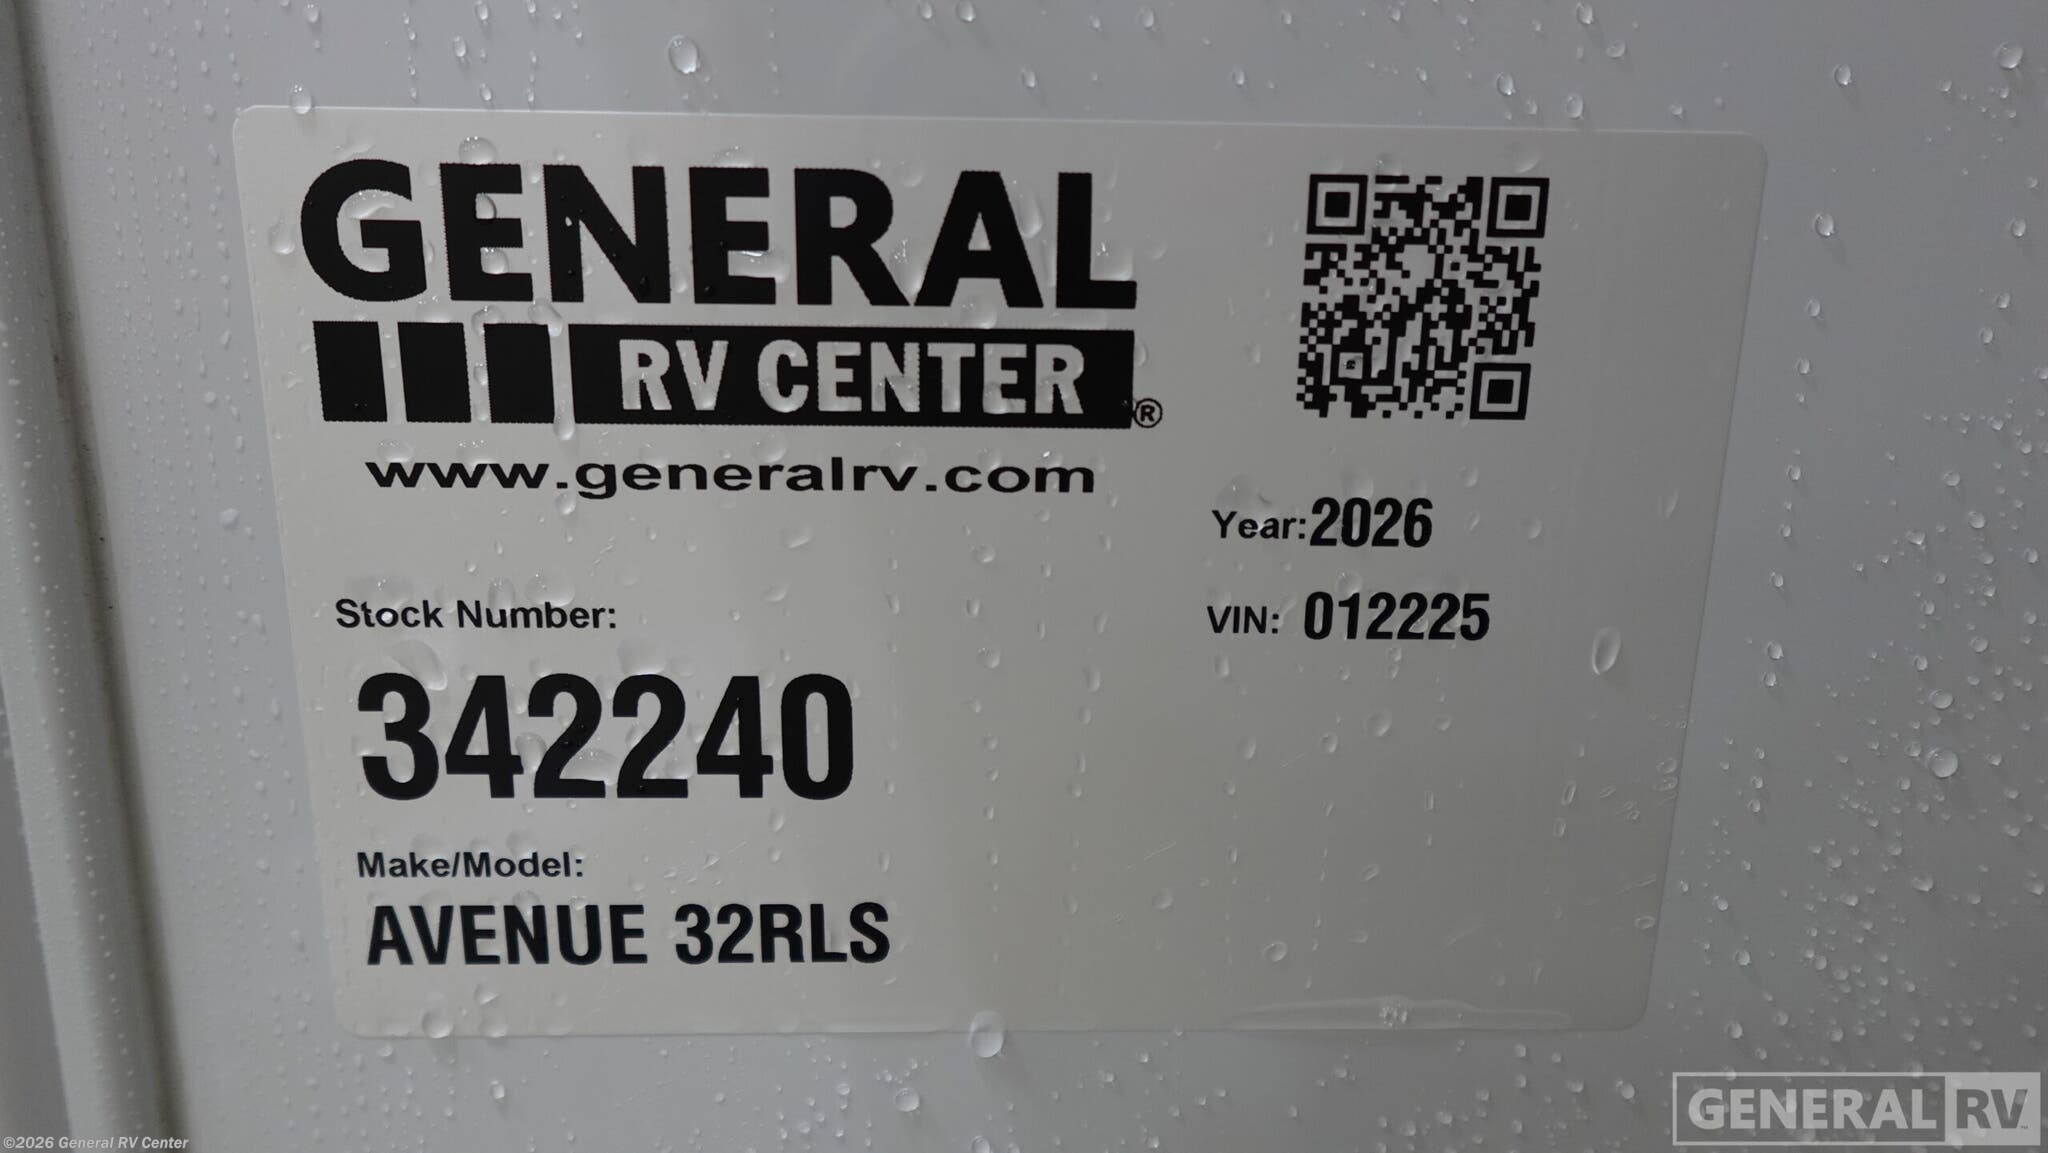 GENERAL
RV CENTER®
www.generalrv.com
Year: 2026
VIN: 012225
Stock Number:
342240
Make/Model:
AVENUE 32RLS
©2026 General RV Center
GENERAL RV™